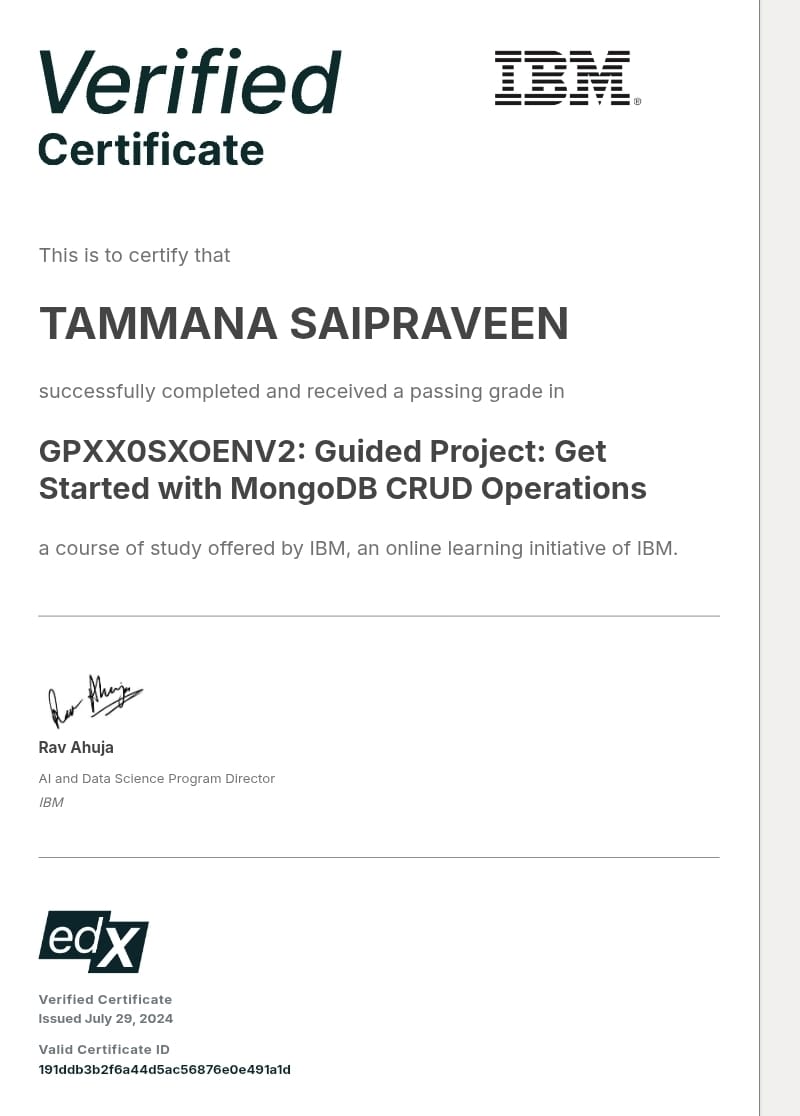 Verified
IBM®
Certificate
This is to certify that
TAMMANA SAIPRAVEEN
successfully completed and received a passing grade in
GPXX0SXOENV2: Guided Project: Get
Started with MongoDB CRUD Operations
a course of study offered by IBM, an online learning initiative of IBM.
Rav Ahuja
Rav Ahuja
AI and Data Science Program Director
IBM
edX
Verified Certificate
Issued July 29, 2024
Valid Certificate ID
191ddb3b2f6a44d5ac56876e0e491a1d